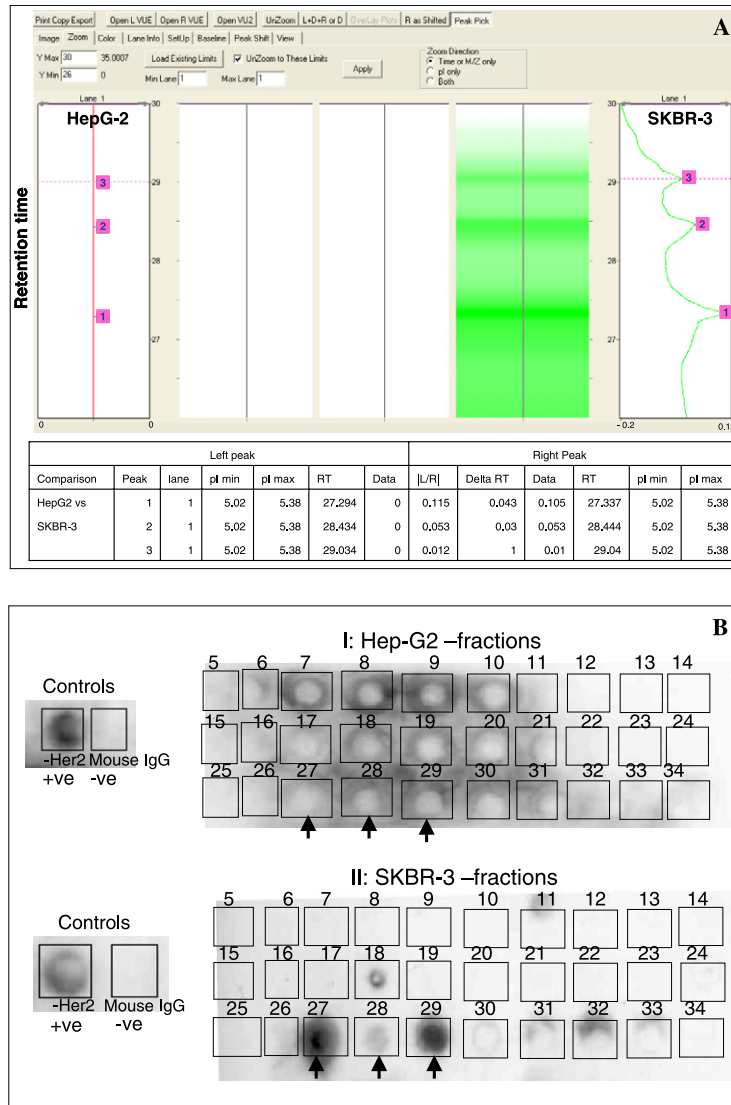 Print Copy Export Open L VUE Open R VUE Open VU2 UnZoom L+D+R or D OverLap Plots R as Shifted Peak Pick
A
Image Zoom Color Lane Info SetUp Baseline Peak Shift View
Y Max 30 35.0007 Load Existing Limits UnZoom to These Limits
Y Min 26 0 Min Lane 1 Max Lane 1 Apply
Zoom Direction
Time or M/Z only
pI only
Both
Lane 1 Lane 1
HepG-2 SKBR-3
Retention time
30 30
3 29 29 3
2 2
28 28
1 1
27 27
0 0 -0.2 0.1
Left peak Right Peak
Comparison Peak lane pI min pI max RT Data |L/R| Delta RT Data RT pI min pI max
HepG2 vs 1 1 5.02 5.38 27.294 0 0.115 0.043 0.105 27.337 5.02 5.38
SKBR-3 2 1 5.02 5.38 28.434 0 0.053 0.03 0.053 28.444 5.02 5.38
3 1 5.02 5.38 29.034 0 0.012 1 0.01 29.04 5.02 5.38
B
I: Hep-G2 –fractions
Controls
-Her2 Mouse IgG
+ve -ve
5 6 7 8 9 10 11 12 13 14
15 16 17 18 19 20 21 22 23 24
25 26 27 28 29 30 31 32 33 34
II: SKBR-3 –fractions
Controls
-Her2 Mouse IgG
+ve -ve
5 6 7 8 9 10 11 12 13 14
15 16 17 18 19 20 21 22 23 24
25 26 27 28 29 30 31 32 33 34